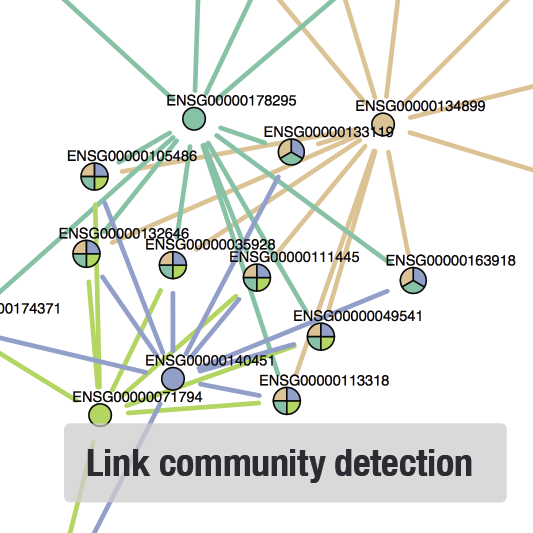 ENSG00000178295
ENSG00000134899
ENSG00000133119
ENSG00000105486
ENSG00000132646
ENSG00000035928
ENSG00000111445
ENSG00000163918
00174371
ENSG00000049541
ENSG00000140451
ENSG00000113318
ENSG00000071794
Link community detection